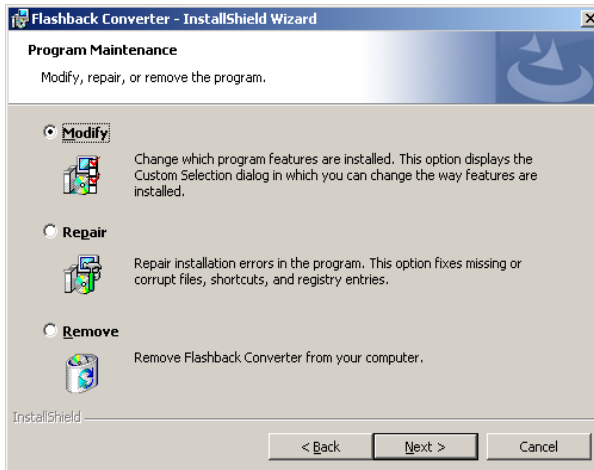 Flashback Converter - InstallShield Wizard
Program Maintenance
Modify, repair, or remove the program.
Modify
Change which program features are installed. This option displays the
Custom Selection dialog in which you can change the way features are
installed.
Repair
Repair installation errors in the program. This option fixes missing or
corrupt files, shortcuts, and registry entries.
Remove
Remove Flashback Converter from your computer.
InstallShield
< Back
Next >
Cancel